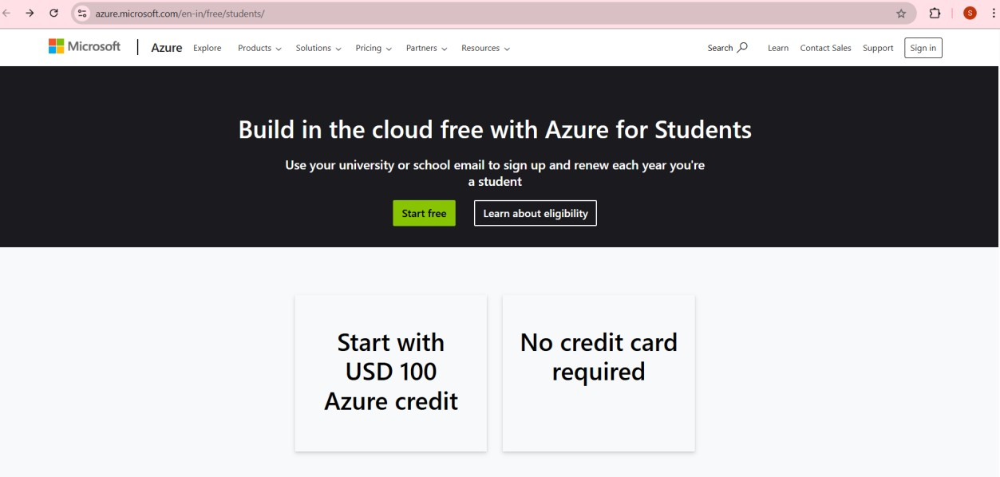 azure.microsoft.com/en-in/free/students/
S
Microsoft Azure Explore Products Solutions Pricing Partners Resources Search Learn Contact Sales Support Sign in
Build in the cloud free with Azure for Students
Use your university or school email to sign up and renew each year you're
a student
Start free Learn about eligibility
Start with
USD 100
Azure credit
No credit card
required